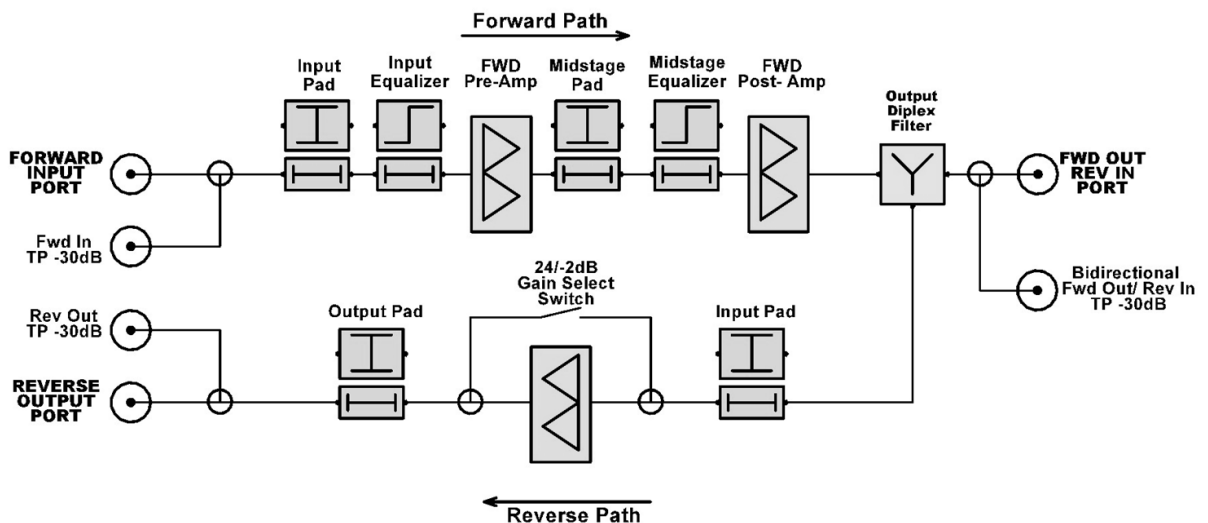 Forward Path
Input
Pad
Input
Equalizer
FWD
Pre-Amp
Midstage
Pad
Midstage
Equalizer
FWD
Post- Amp
Output
Diplex
Filter
FORWARD
INPUT
PORT
FWD OUT
REV IN
PORT
Fwd In
TP -30dB
Bidirectional
Fwd Out/ Rev In
TP -30dB
24/-2dB
Gain Select
Switch
Rev Out
TP -30dB
Output Pad
Input Pad
REVERSE
OUTPUT
PORT
Reverse Path